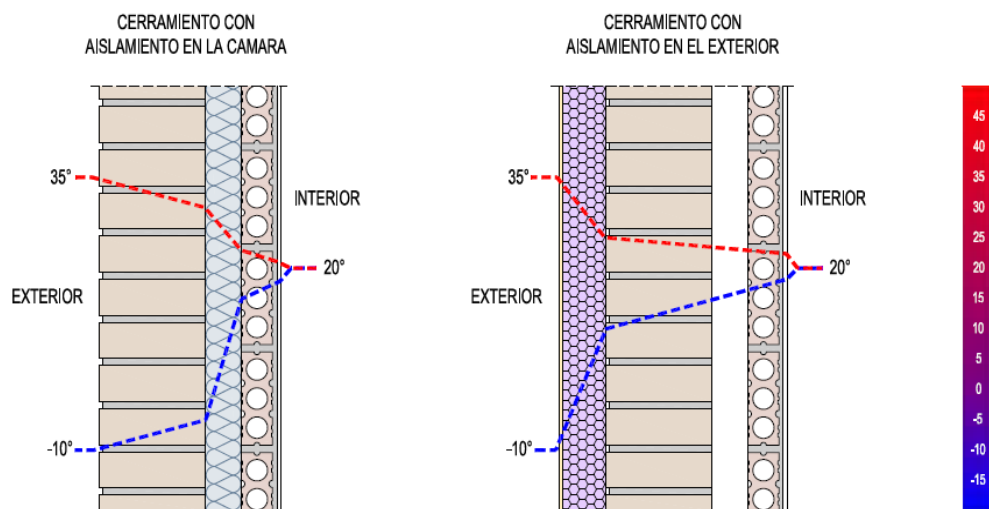 CERRAMIENTO CON
AISLAMIENTO EN LA CAMARA
35°
INTERIOR
20°
EXTERIOR
-10°
CERRAMIENTO CON
AISLAMIENTO EN EL EXTERIOR
35°
INTERIOR
20°
EXTERIOR
-10°
45
40
35
30
25
20
15
10
5
0
-5
-10
-15